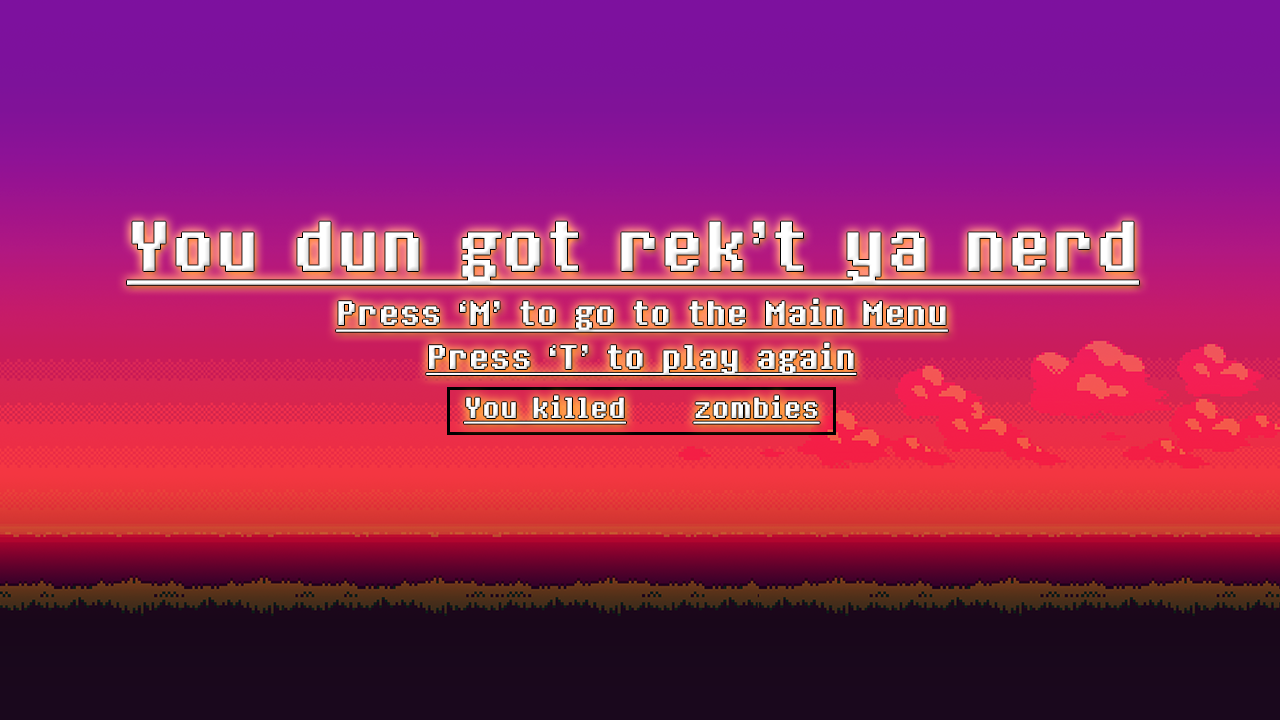 You dun got rek't ya nerd
Press ‘M’ to go to the Main Menu
Press ‘T’ to play again
You killed zombies